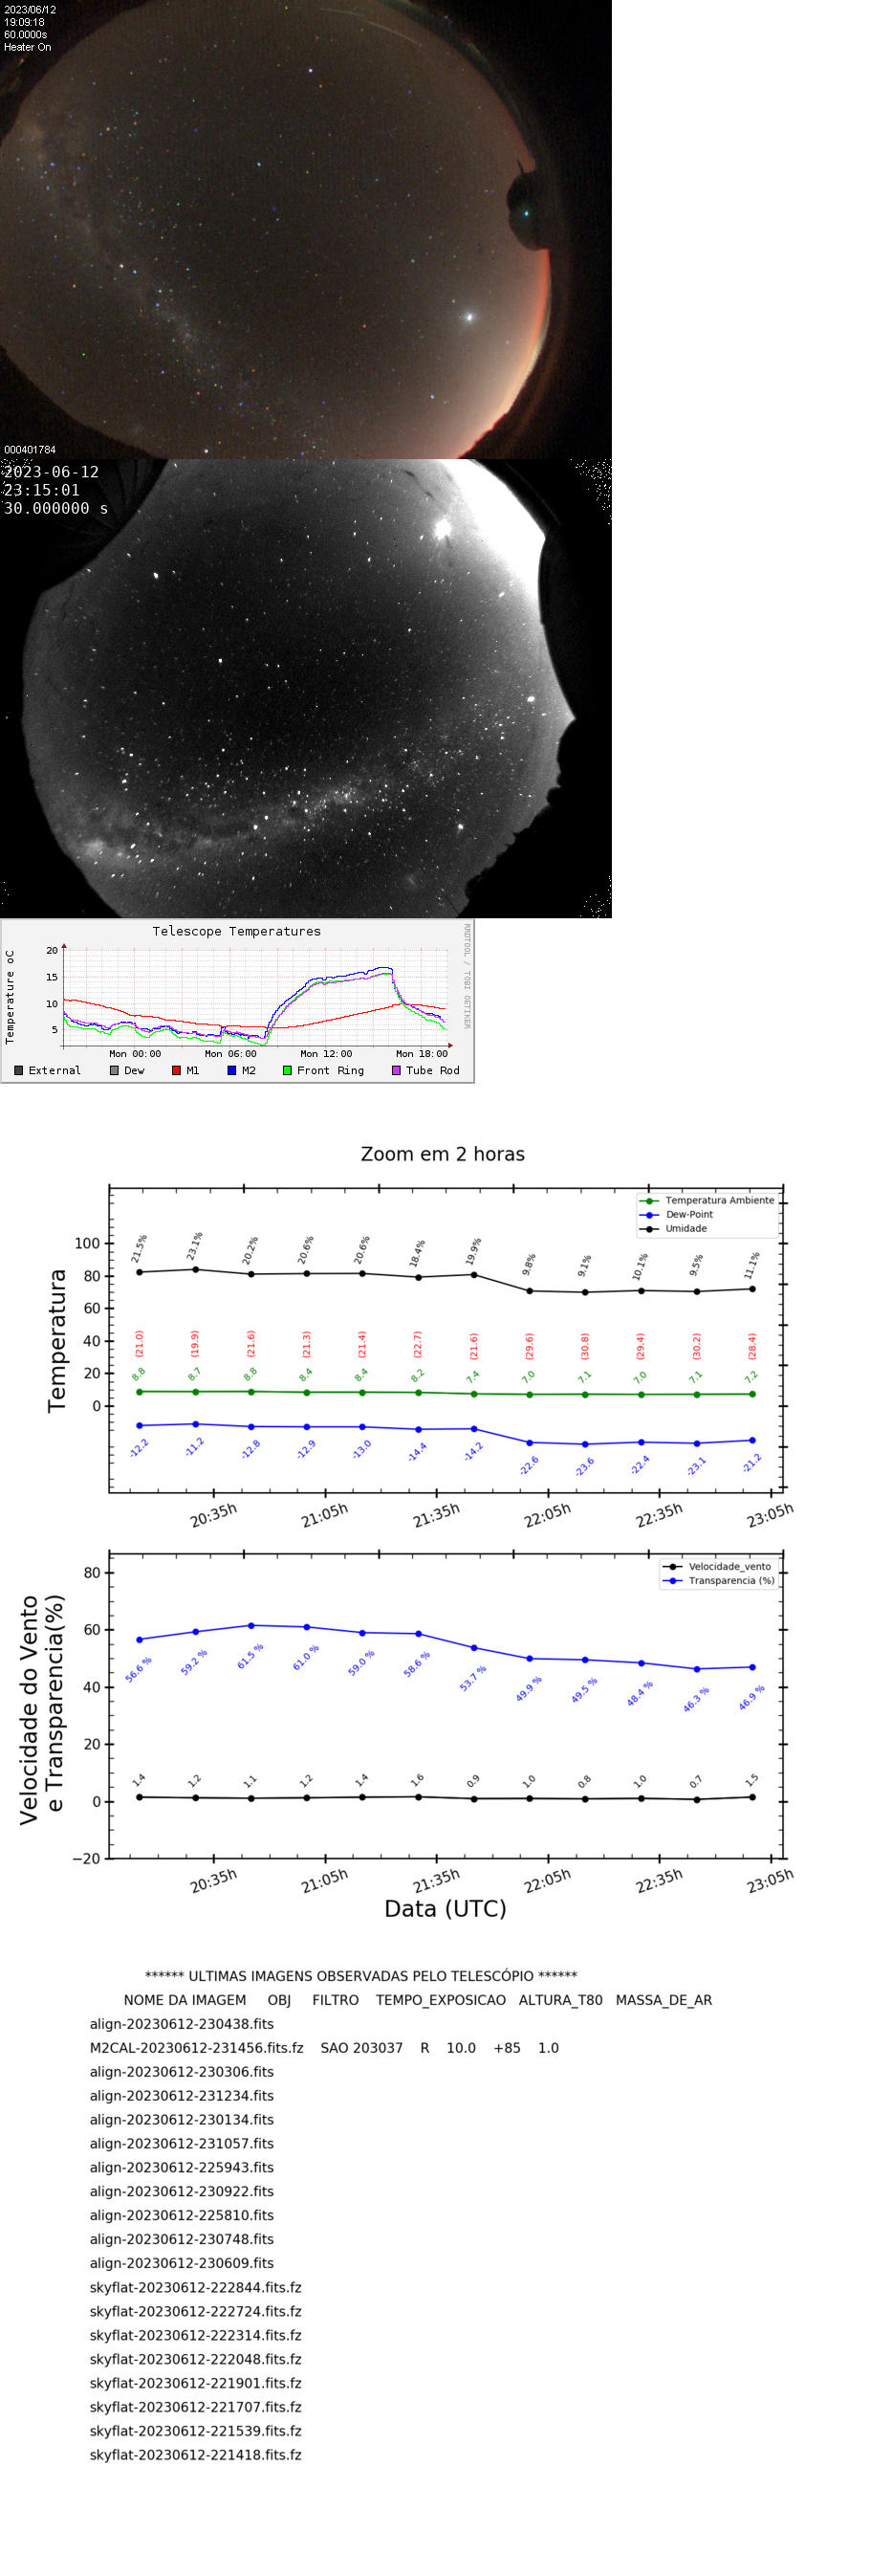 2023/06/12
19:09:18
60.0000s
Heater On
000401784
2023-06-12
23:15:01
30.000000 s
Telescope Temperatures
RRDTOOL / TOBI OETIKER
Temperature oC
20
15
10
5
Mon 00:00 Mon 06:00 Mon 12:00 Mon 18:00
External Dew M1 M2 Front Ring Tube Rod
Zoom em 2 horas
Temperatura Ambiente
Dew-Point
Umidade
Temperatura
100
80
60
40
20
0
21.5% 23.1% 20.2% 20.6% 20.6% 18.4% 19.9% 9.8% 9.1% 10.1% 9.5% 11.1%
(21.0) (19.9) (21.6) (21.3) (21.4) (22.7) (21.6) (29.6) (30.8) (29.4) (30.2) (28.4)
8.8 8.7 8.8 8.4 8.4 8.2 7.4 7.0 7.1 7.0 7.1 7.2
-12.2 -11.2 -12.8 -12.9 -13.0 -14.4 -14.2 -22.6 -23.6 -22.4 -23.1 -21.2
20:35h 21:05h 21:35h 22:05h 22:35h 23:05h
Velocidade_vento
Transparencia (%)
Velocidade do Vento
e Transparencia(%)
80
60
40
20
0
−20
56.6 % 59.2 % 61.5 % 61.0 % 59.0 % 58.6 % 53.7 % 49.9 % 49.5 % 48.4 % 46.3 % 46.9 %
1.4 1.2 1.1 1.2 1.4 1.6 0.9 1.0 0.8 1.0 0.7 1.5
20:35h 21:05h 21:35h 22:05h 22:35h 23:05h
Data (UTC)
****** ULTIMAS IMAGENS OBSERVADAS PELO TELESCÓPIO ******
NOME DA IMAGEM OBJ FILTRO TEMPO_EXPOSICAO ALTURA_T80 MASSA_DE_AR
align-20230612-230438.fits
M2CAL-20230612-231456.fits.fz SAO 203037 R 10.0 +85 1.0
align-20230612-230306.fits
align-20230612-231234.fits
align-20230612-230134.fits
align-20230612-231057.fits
align-20230612-225943.fits
align-20230612-230922.fits
align-20230612-225810.fits
align-20230612-230748.fits
align-20230612-230609.fits
skyflat-20230612-222844.fits.fz
skyflat-20230612-222724.fits.fz
skyflat-20230612-222314.fits.fz
skyflat-20230612-222048.fits.fz
skyflat-20230612-221901.fits.fz
skyflat-20230612-221707.fits.fz
skyflat-20230612-221539.fits.fz
skyflat-20230612-221418.fits.fz